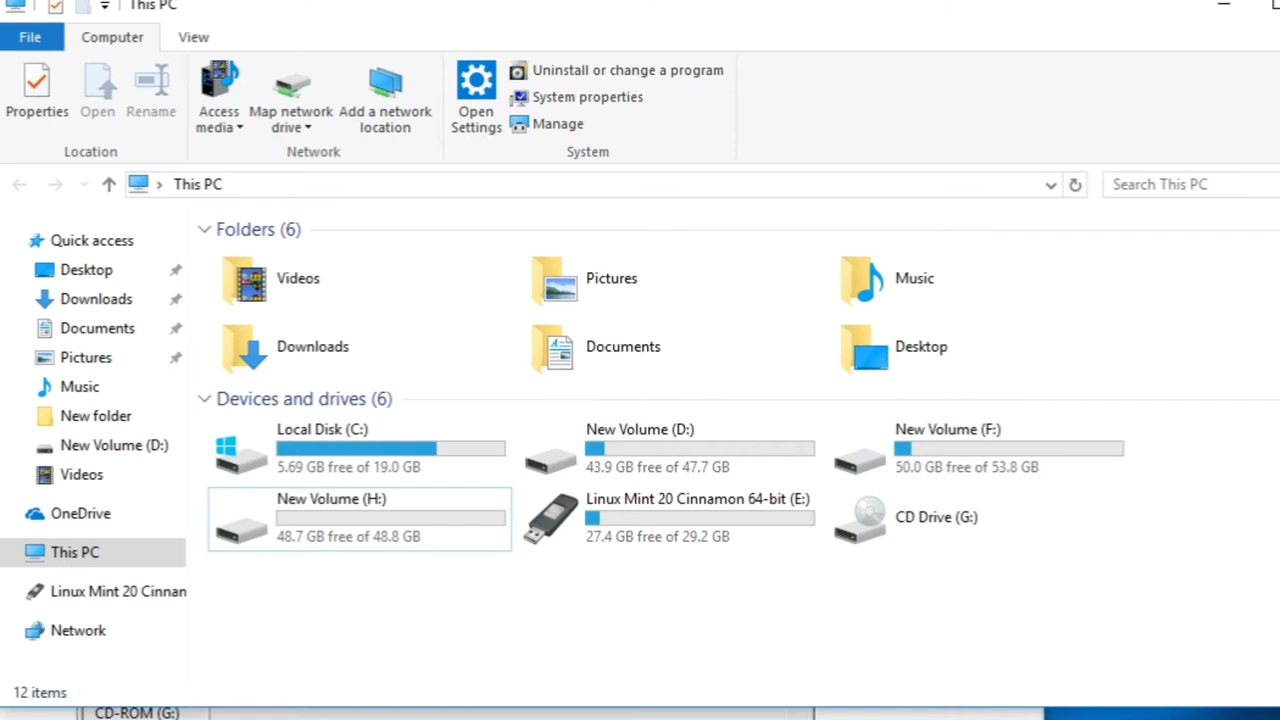 This PC
File Computer View
Properties Open Rename Access media Map network drive Add a network location Open Settings Uninstall or change a program
System properties
Manage
Location Network System
This PC Search This PC
Quick access
Desktop
Downloads
Documents
Pictures
Music
New folder
New Volume (D:)
Videos
OneDrive
This PC
Linux Mint 20 Cinnan
Network
Folders (6)
Videos Pictures Music
Downloads Documents Desktop
Devices and drives (6)
Local Disk (C:) New Volume (D:) New Volume (F:)
5.69 GB free of 19.0 GB 43.9 GB free of 47.7 GB 50.0 GB free of 53.8 GB
New Volume (H:) Linux Mint 20 Cinnamon 64-bit (E:) CD Drive (G:)
48.7 GB free of 48.8 GB 27.4 GB free of 29.2 GB
12 items
CD-ROM (G:)